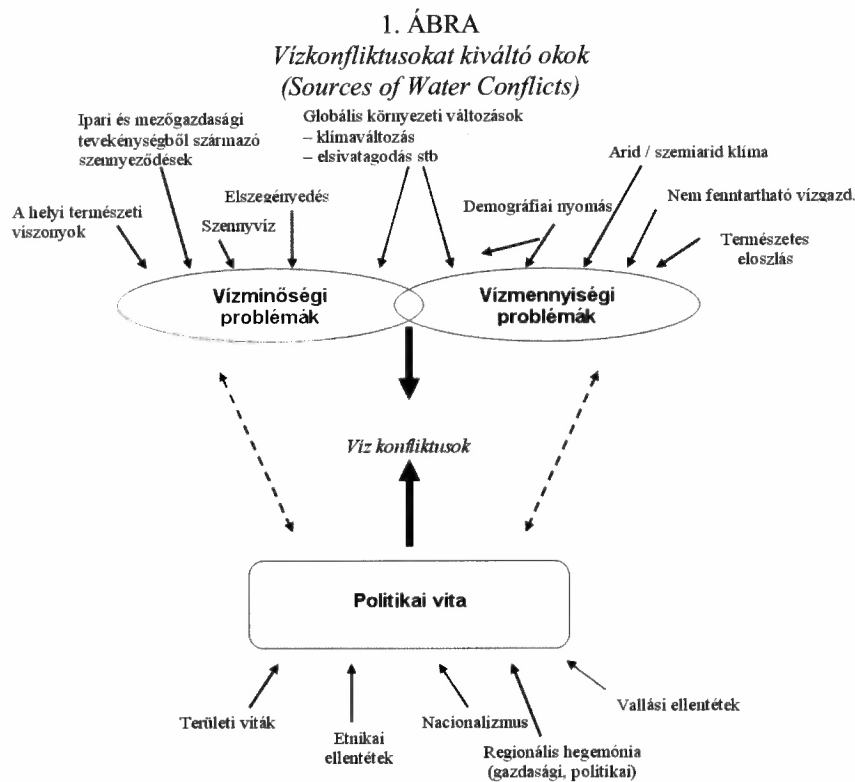 1. ÁBRA
Vízkonfliktusokat kiváltó okok
(Sources of Water Conflicts)
Ipari és mezőgazdasági
tevekénységből származó
szennyeződések
Globális környezeti változások
– klímaváltozás
– elsivatagodás stb
Arid / szemiarid klíma
A helyi természeti
viszonyok
Szennyvíz
Elszegényedés
Demográfiai nyomás
Nem fenntartható vízgazd.
Természetes
eloszlás
Vízminőségi
problémák
Vízmennyiségi
problémák
Víz konfliktusok
Politikai vita
Területi viták
Etnikai
ellentétek
Nacionalizmus
Regionális hegemónia
(gazdasági, politikai)
Vallási ellentétek